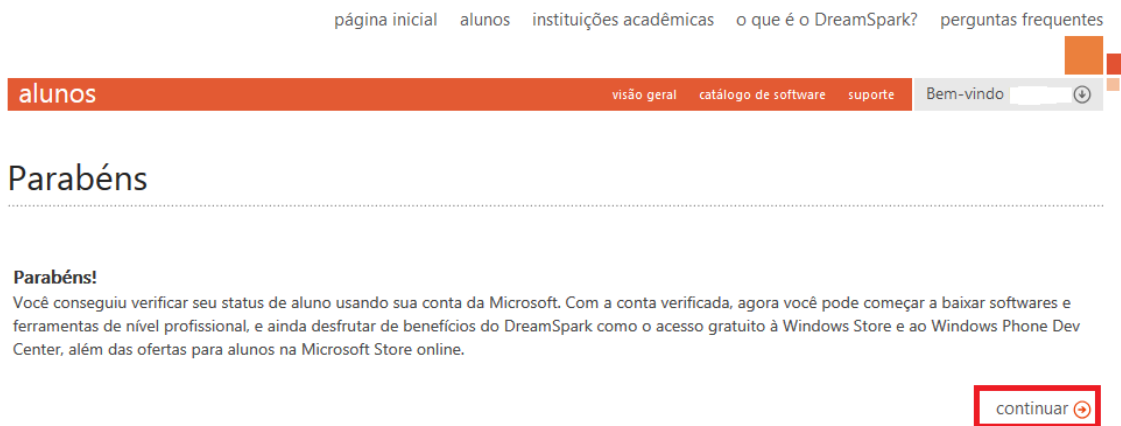 página inicial alunos instituições acadêmicas o que é o DreamSpark? perguntas frequentes
alunos visão geral catálogo de software suporte Bem-vindo
Parabéns
Parabéns!
Você conseguiu verificar seu status de aluno usando sua conta da Microsoft. Com a conta verificada, agora você pode começar a baixar softwares e
ferramentas de nível profissional, e ainda desfrutar de benefícios do DreamSpark como o acesso gratuito à Windows Store e ao Windows Phone Dev
Center, além das ofertas para alunos na Microsoft Store online.
continuar